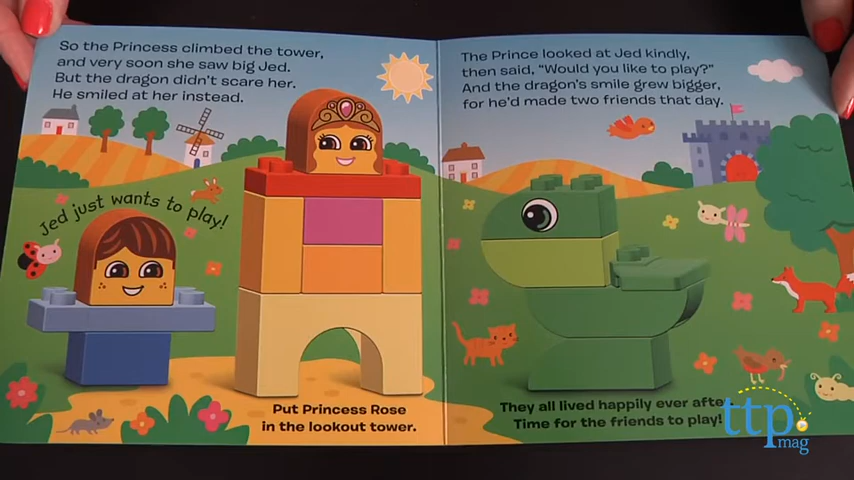 So the Princess climbed the tower,
and very soon she saw big Jed.
But the dragon didn't scare her.
He smiled at her instead.
Jed just wants to play!
Put Princess Rose
in the lookout tower.
The Prince looked at Jed kindly,
then said, "Would you like to play?"
And the dragon's smile grew bigger,
for he'd made two friends that day.
They all lived happily ever afte
Time for the friends to play!
ttp
mag